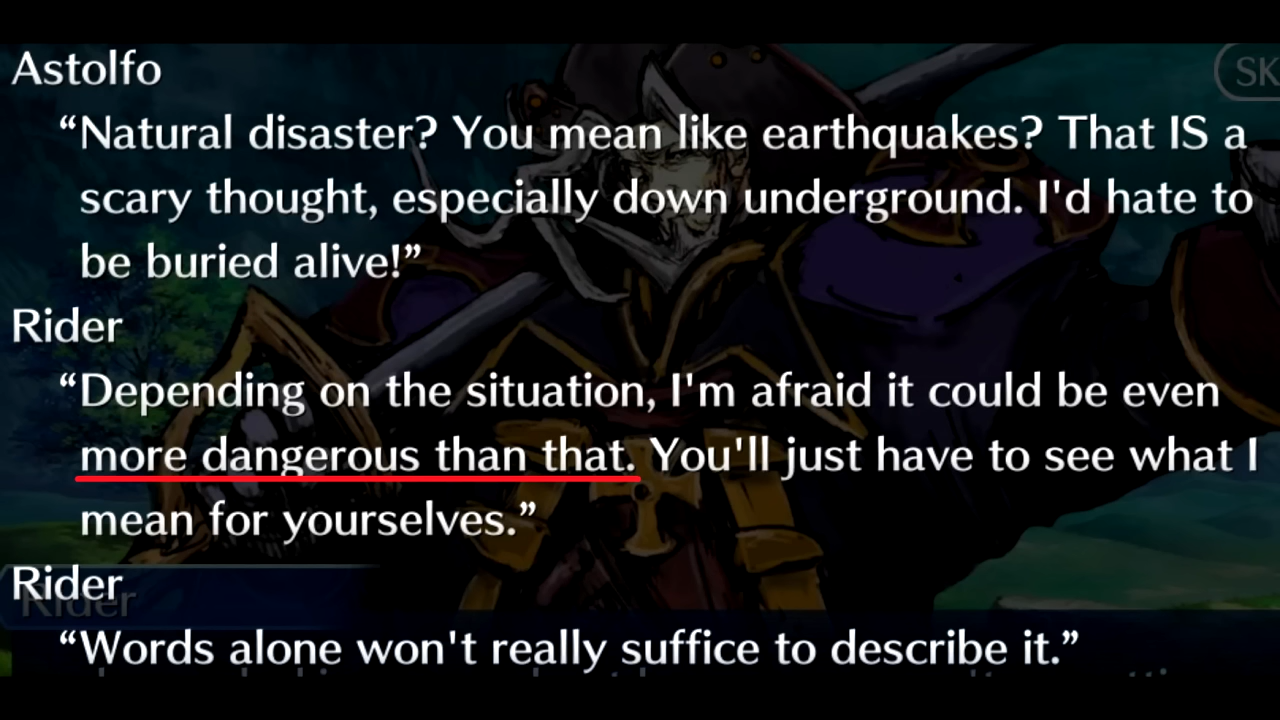 Astolfo
SK
“Natural disaster? You mean like earthquakes? That IS a
scary thought, especially down underground. I'd hate to
be buried alive!”
Rider
“Depending on the situation, I'm afraid it could be even
more dangerous than that. You'll just have to see what I
mean for yourselves.”
Rider
Rider
“Words alone won't really suffice to describe it.”